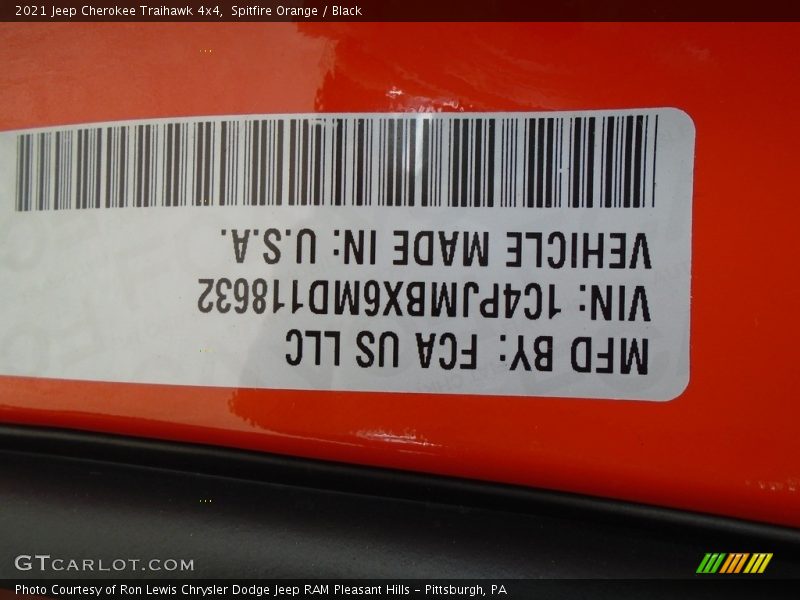 2021 Jeep Cherokee Traihawk 4x4, Spitfire Orange / Black
MFD BY: FCA US LLC
VIN: 1C4PJMBX6MD118632
VEHICLE MADE IN: U.S.A.
GTCARLOT.COM
Photo Courtesy of Ron Lewis Chrysler Dodge Jeep RAM Pleasant Hills - Pittsburgh, PA